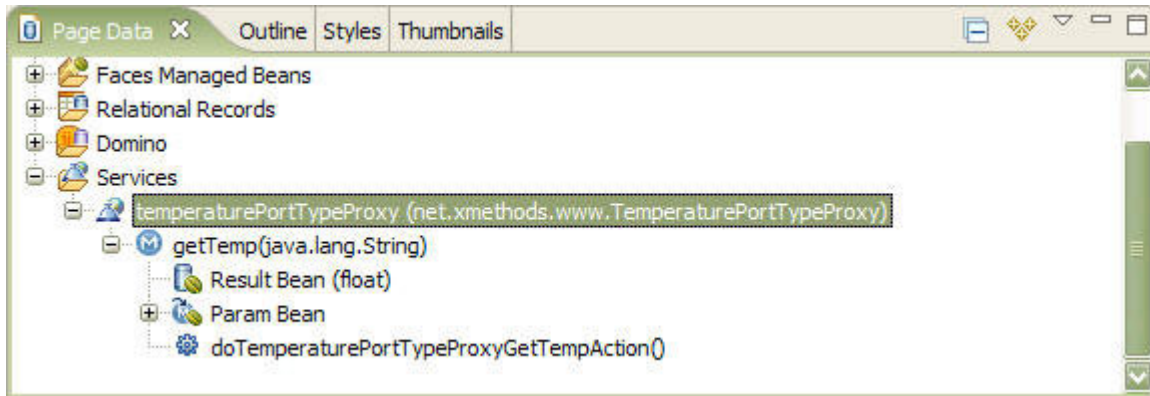 Page Data Outline Styles Thumbnails
Faces Managed Beans
Relational Records
Domino
Services
temperaturePortTypeProxy (net.xmethods.www.TemperaturePortTypeProxy)
getTemp(java.lang.String)
Result Bean (float)
Param Bean
doTemperaturePortTypeProxyGetTempAction()